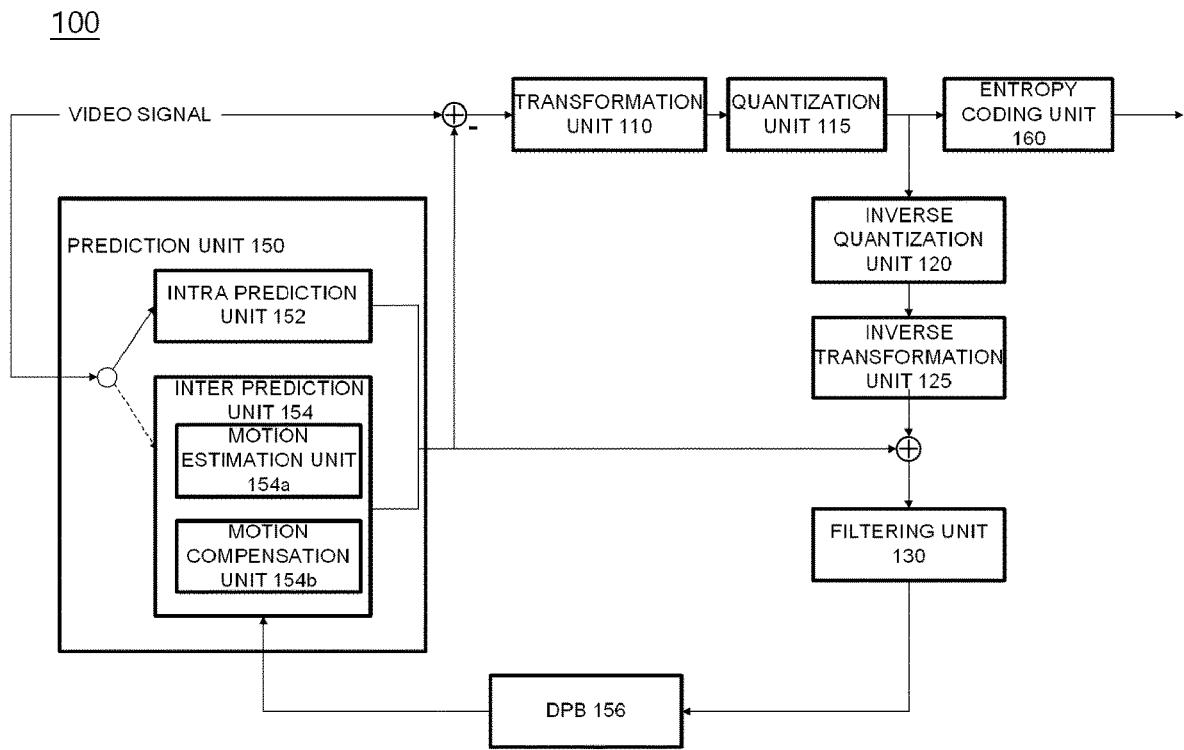 100
VIDEO SIGNAL
-
TRANSFORMATION
UNIT 110
QUANTIZATION
UNIT 115
ENTROPY
CODING UNIT
160
PREDICTION UNIT 150
INTRA PREDICTION
UNIT 152
INTER PREDICTION
UNIT 154
MOTION
ESTIMATION UNIT
154a
MOTION
COMPENSATION
UNIT 154b
INVERSE
QUANTIZATION
UNIT 120
INVERSE
TRANSFORMATION
UNIT 125
FILTERING UNIT
130
DPB 156